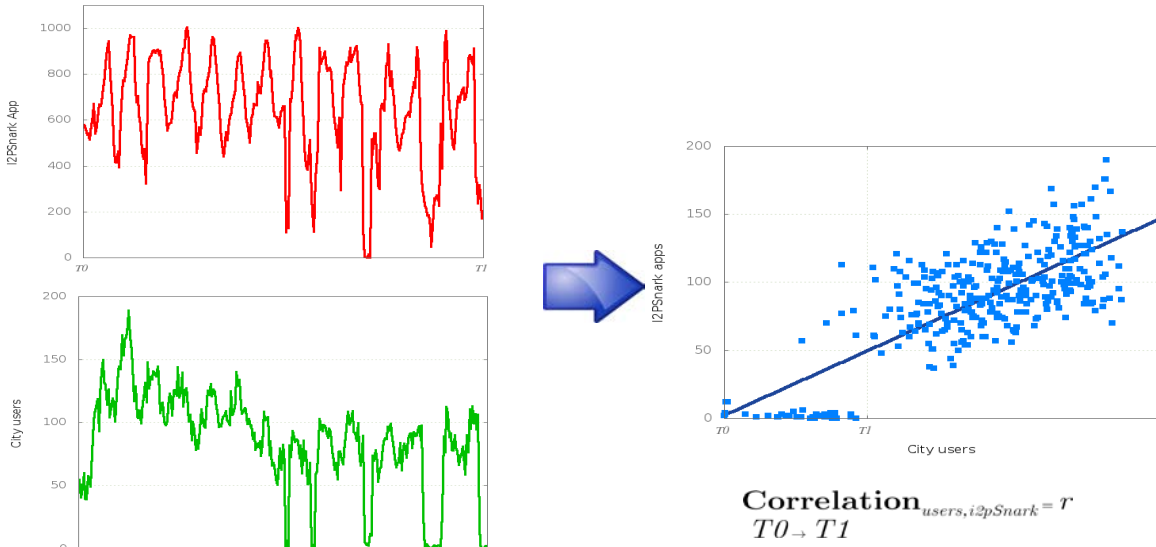 1000
800
600
400
200
0
I2PSnark App
T0
T1
200
150
100
50
0
City users
200
150
100
50
0
I2PSnark apps
T0
T1
City users
Correlation users,i2pSnark = r
T0 → T1